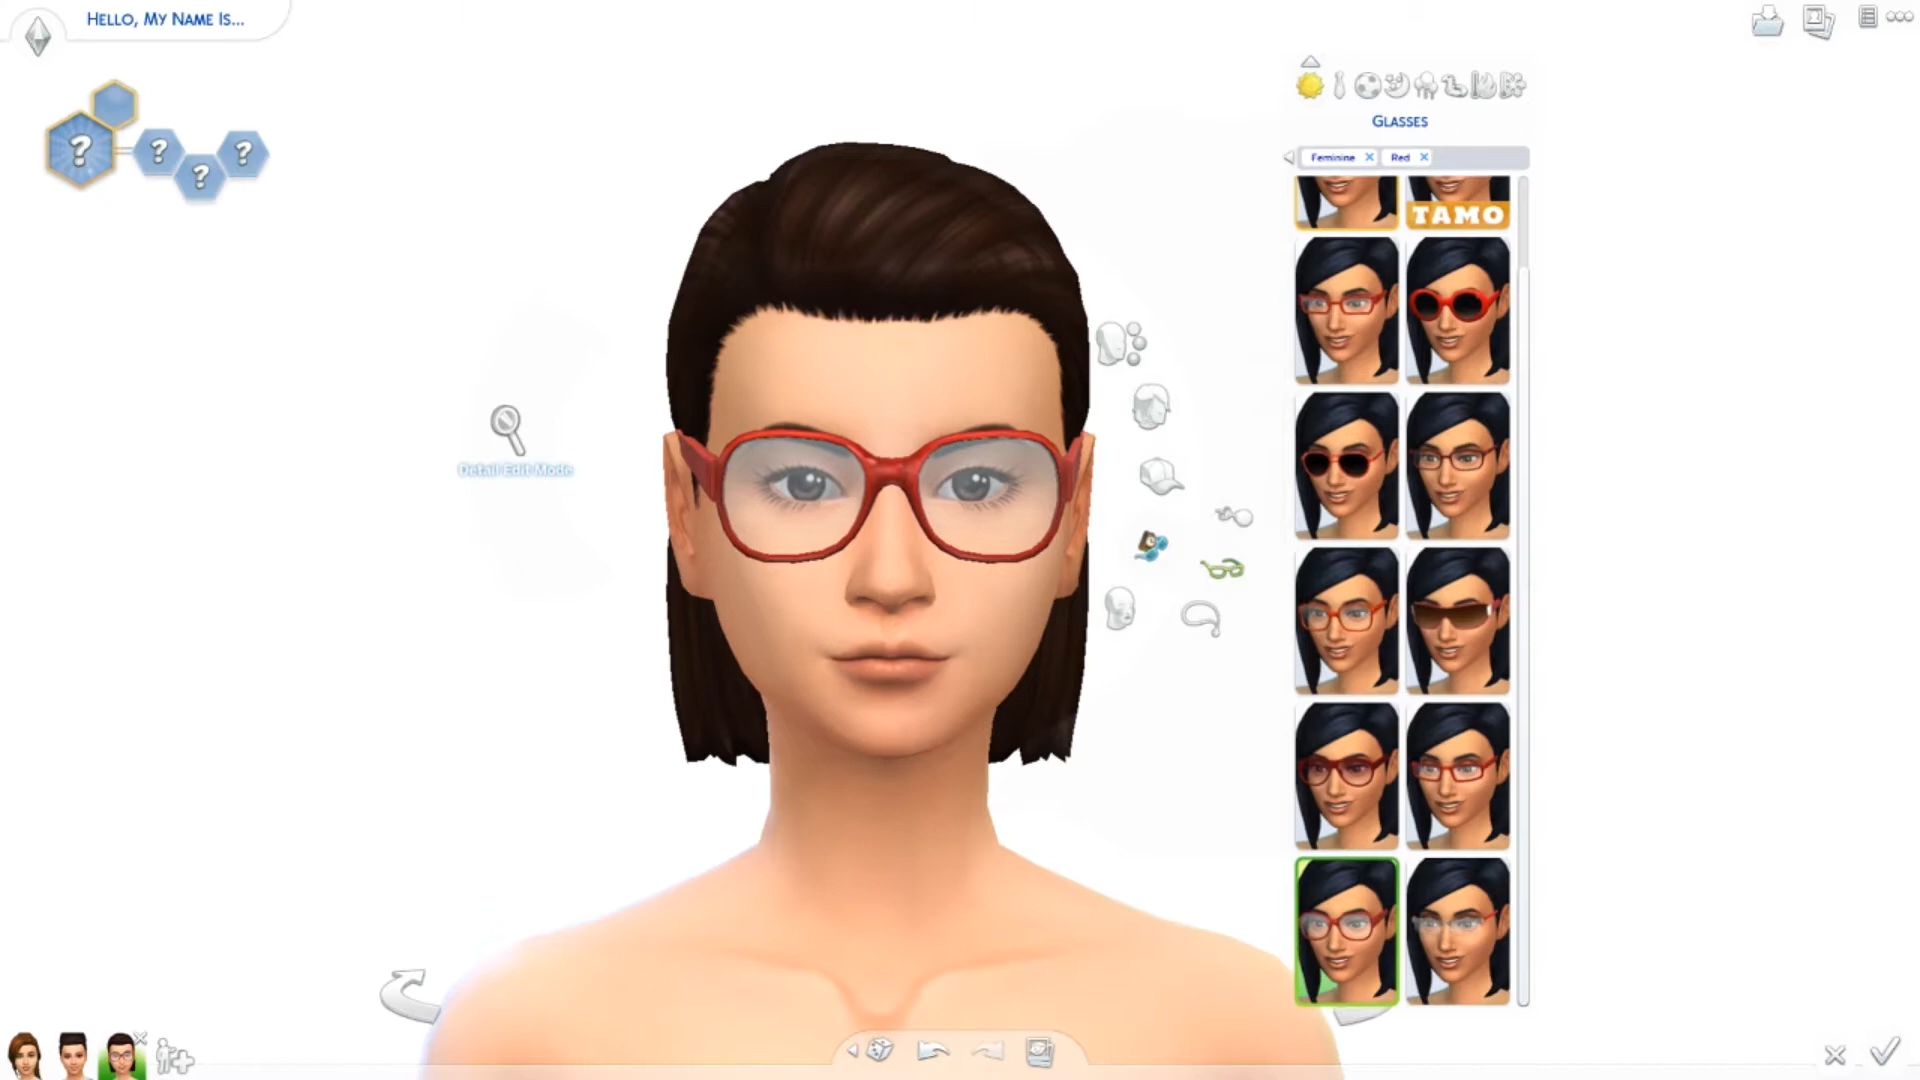 Hello, My Name Is...
?
? ? ?
Glasses
Feminine X Red X
TAMO
Detail Edit Mode